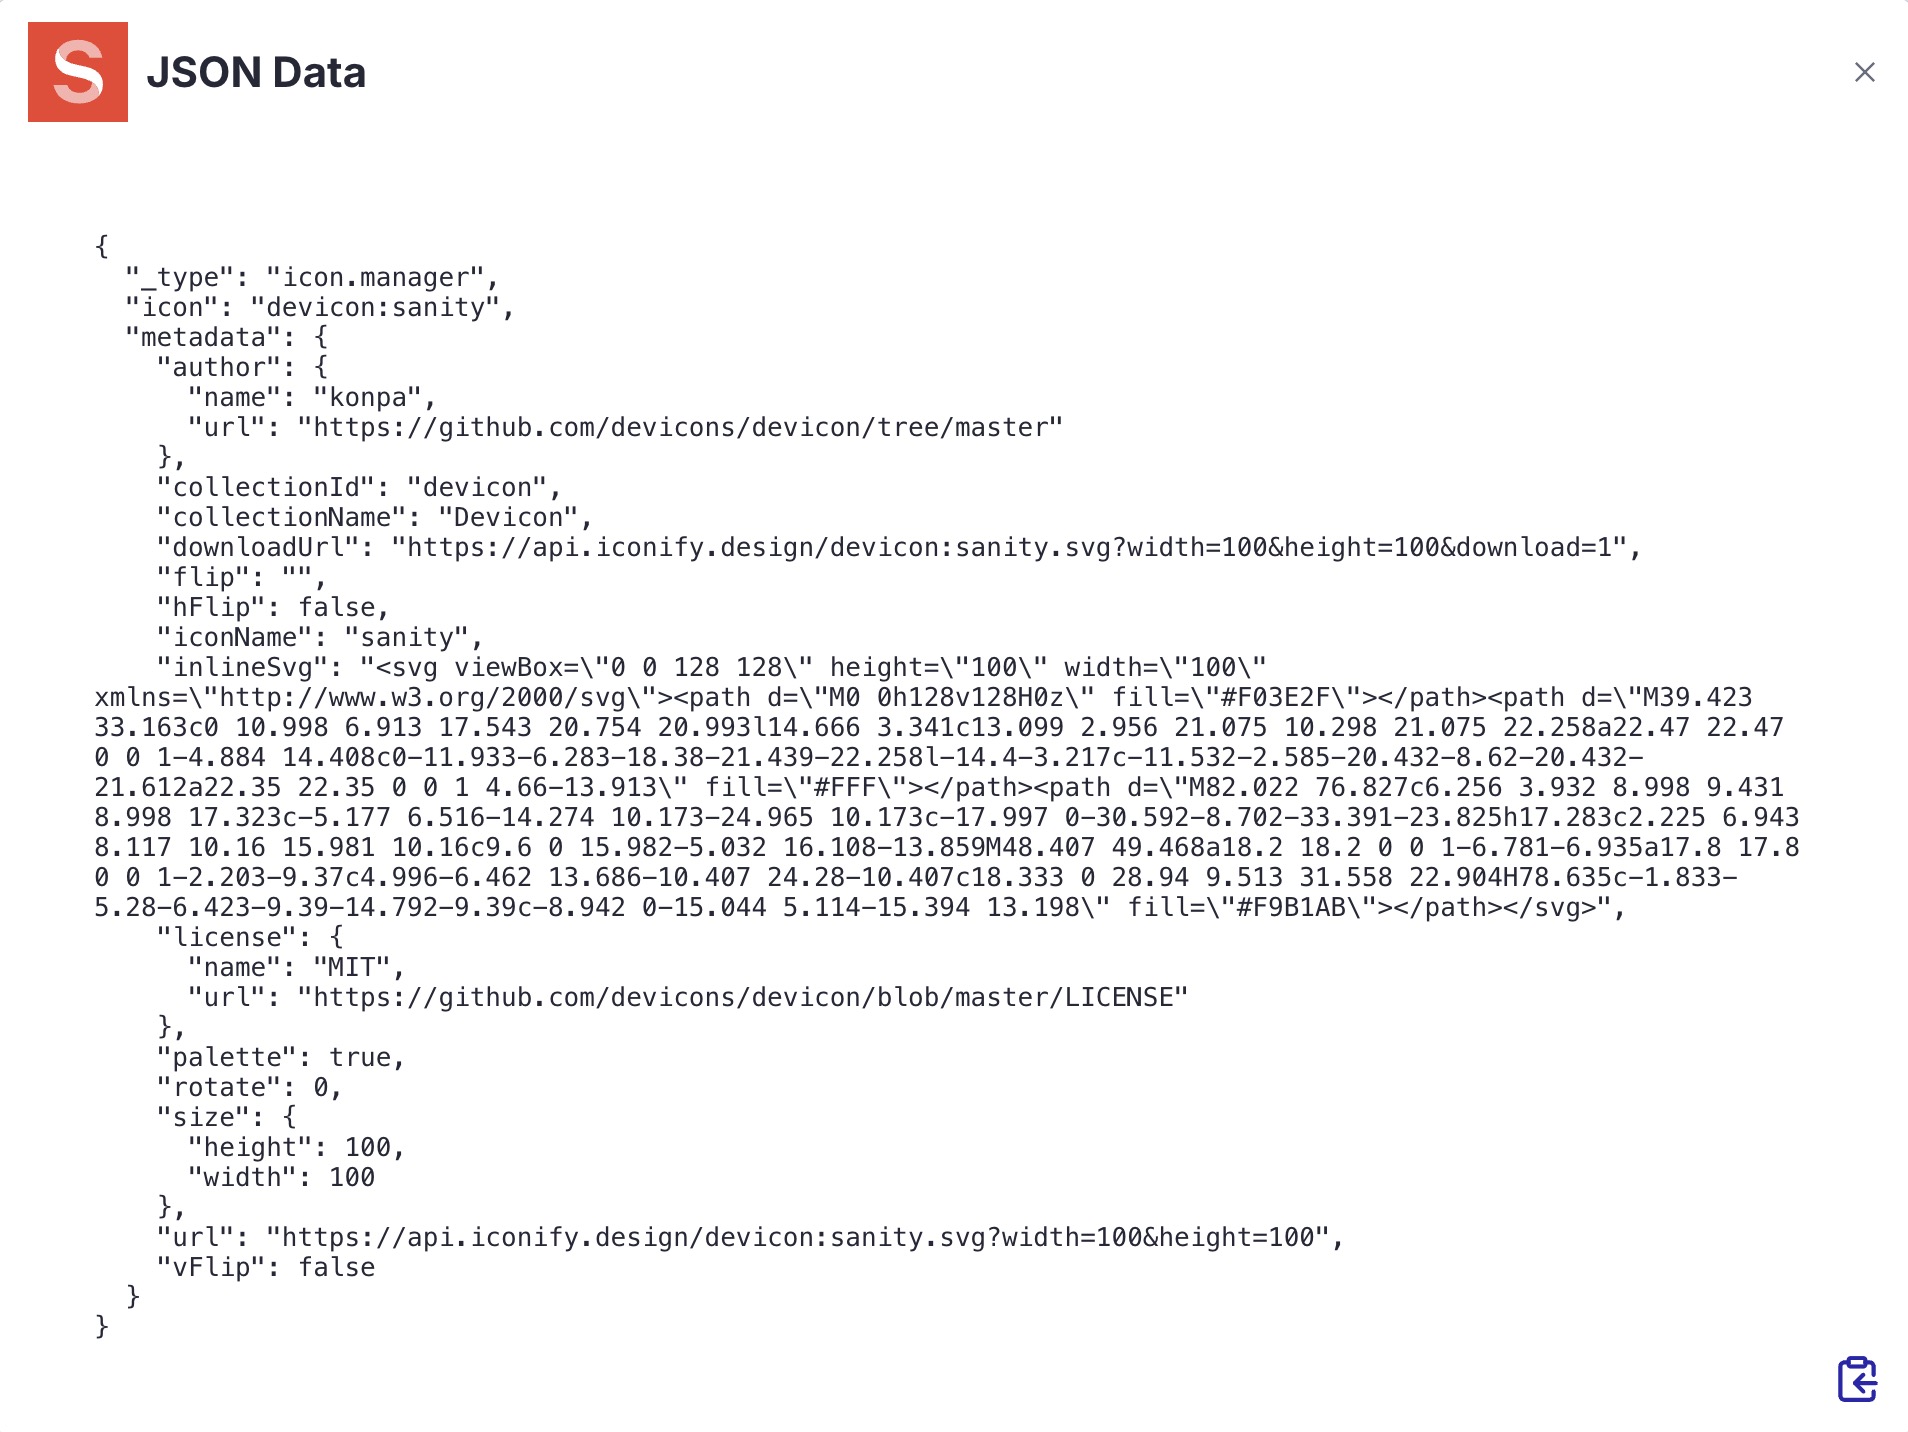 S
JSON Data
{
  "_type": "icon.manager",
  "icon": "devicon:sanity",
  "metadata": {
    "author": {
      "name": "konpa",
      "url": "https://github.com/devicons/devicon/tree/master"
    },
    "collectionId": "devicon",
    "collectionName": "Devicon",
    "downloadUrl": "https://api.iconify.design/devicon:sanity.svg?width=100&height=100&download=1",
    "flip": "",
    "hFlip": false,
    "iconName": "sanity",
    "inlineSvg": "<svg viewBox=\"0 0 128 128\" height=\"100\" width=\"100\"
xmlns=\"http://www.w3.org/2000/svg\"><path d=\"M0 0h128v128H0z\" fill=\"#F03E2F\"></path><path d=\"M39.423
33.163c0 10.998 6.913 17.543 20.754 20.993l14.666 3.341c13.099 2.956 21.075 10.298 21.075 22.258a22.47 22.47
0 0 1-4.884 14.408c0-11.933-6.283-18.38-21.439-22.258l-14.4-3.217c-11.532-2.585-20.432-8.62-20.432-
21.612a22.35 22.35 0 0 1 4.66-13.913\" fill=\"#FFF\"></path><path d=\"M82.022 76.827c6.256 3.932 8.998 9.431
8.998 17.323c-5.177 6.516-14.274 10.173-24.965 10.173c-17.997 0-30.592-8.702-33.391-23.825h17.283c2.225 6.943
8.117 10.16 15.981 10.16c9.6 0 15.982-5.032 16.108-13.859M48.407 49.468a18.2 18.2 0 0 1-6.781-6.935a17.8 17.8
0 0 1-2.203-9.37c4.996-6.462 13.686-10.407 24.28-10.407c18.333 0 28.94 9.513 31.558 22.904H78.635c-1.833-
5.28-6.423-9.39-14.792-9.39c-8.942 0-15.044 5.114-15.394 13.198\" fill=\"#F9B1AB\"></path></svg>",
    "license": {
      "name": "MIT",
      "url": "https://github.com/devicons/devicon/blob/master/LICENSE"
    },
    "palette": true,
    "rotate": 0,
    "size": {
      "height": 100,
      "width": 100
    },
    "url": "https://api.iconify.design/devicon:sanity.svg?width=100&height=100",
    "vFlip": false
  }
}